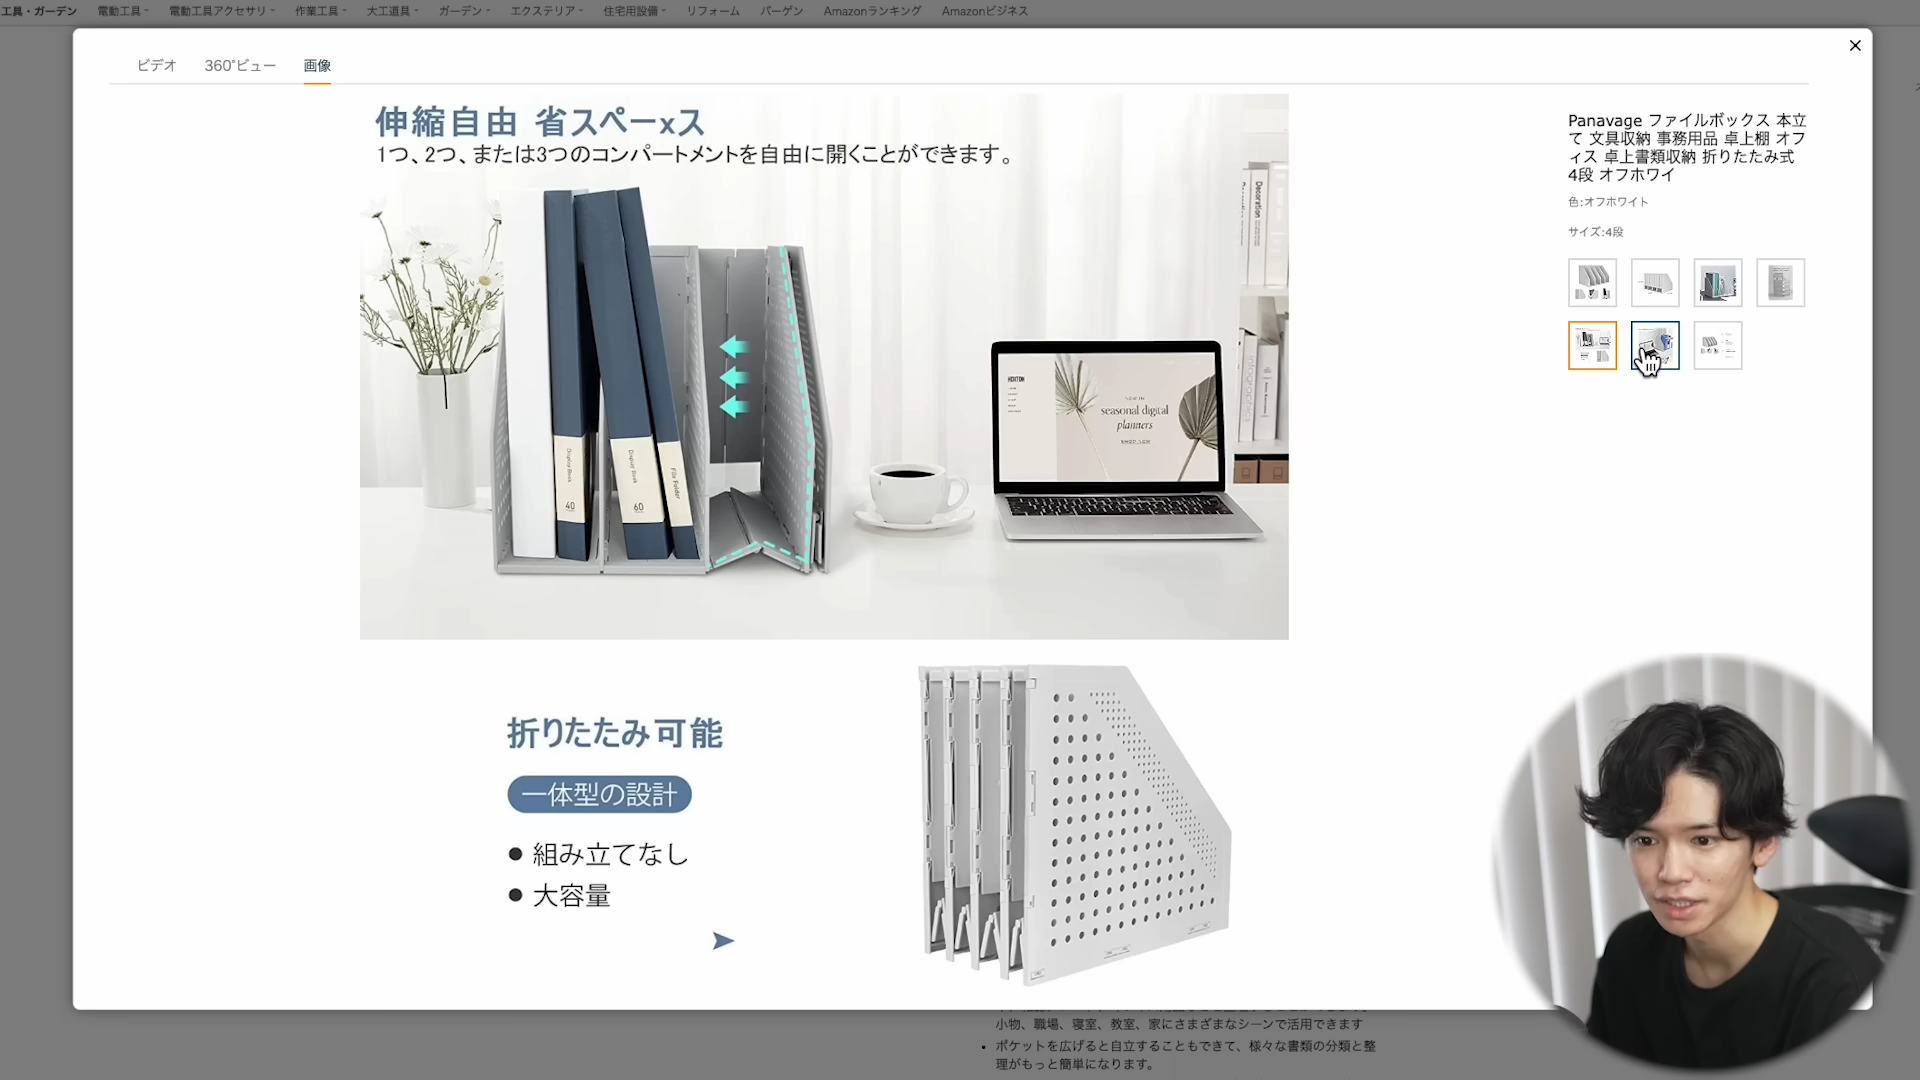 工具・ガーデン 電動工具 電動工具アクセサリ 作業工具 大工道具 ガーデン エクステリア 住宅用設備 リフォーム バーゲン Amazonランキング Amazonビジネス
ビデオ 360°ビュー 画像
伸縮自由 省スペーxス
1つ、2つ、または3つのコンパートメントを自由に開くことができます。
Panavage ファイルボックス 本立
て 文具収納 事務用品 卓上棚 オフ
ィス 卓上書類収納 折りたたみ式
4段 オフホワイ
色:オフホワイト
サイズ:4段
Decoration
Display Book
40
Display Book
60
File Folder
seasonal digital
planners
折りたたみ可能
一体型の設計
● 組み立てなし
● 大容量
小物、職場、寝室、教室、家にさまざまなシーンで活用できます
• ポケットを広げると自立することもできて、様々な書類の分類と整
理がもっと簡単になります。